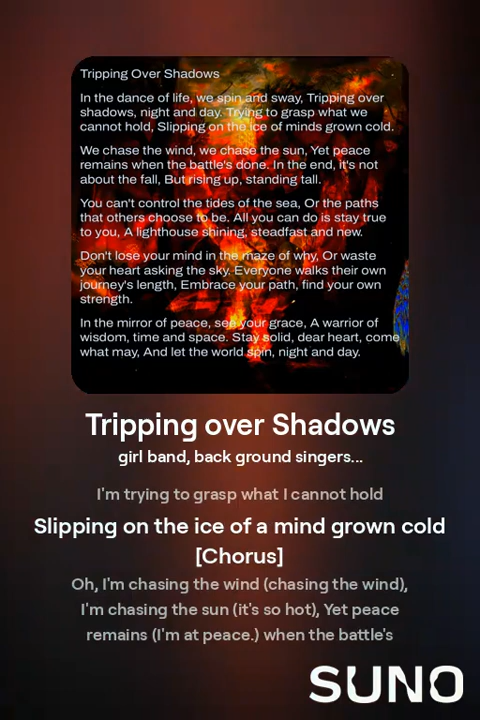 Tripping Over Shadows
In the dance of life, we spin and sway, Tripping over
shadows, night and day. Trying to grasp what we
cannot hold, Slipping on the ice of minds grown cold.
We chase the wind, we chase the sun, Yet peace
remains when the battle's done. In the end, it's not
about the fall, But rising up, standing tall.
You can't control the tides of the sea, Or the paths
that others choose to be. All you can do is stay true
to you, A lighthouse shining, steadfast and new.
Don't lose your mind in the maze of why, Or waste
your heart asking the sky. Everyone walks their own
journey's length, Embrace your path, find your own
strength.
In the mirror of peace, see your grace, A warrior of
wisdom, time and space. Stay solid, dear heart, come
what may, And let the world spin, night and day.
Tripping over Shadows
girl band, back ground singers...
I'm trying to grasp what I cannot hold
Slipping on the ice of a mind grown cold
[Chorus]
Oh, I'm chasing the wind (chasing the wind),
I'm chasing the sun (it's so hot), Yet peace
remains (I'm at peace.) when the battle's
SUNO